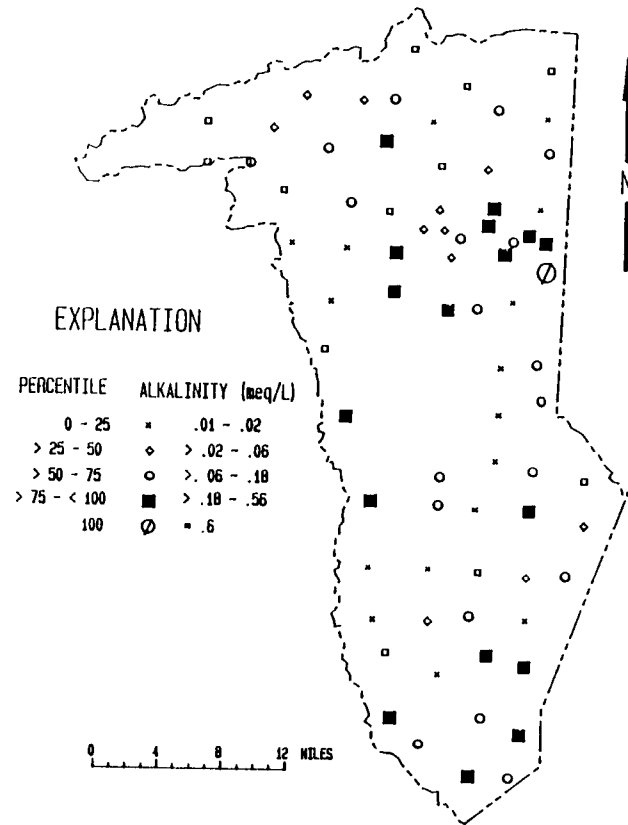 N
EXPLANATION
PERCENTILE ALKALINITY (meq/L)
0 - 25 × .01 - .02
> 25 - 50 ◇ > .02 - .06
> 50 - 75 ○ >. 06 - .18
> 75 - < 100 ■ > .18 - .56
100 ∅ = .6
0 4 8 12 MILES